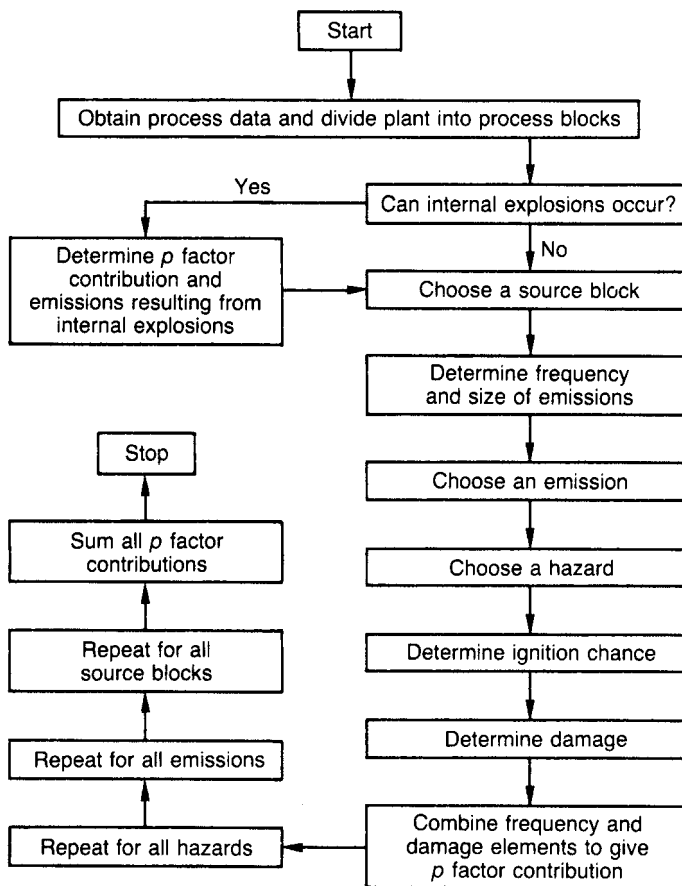 Start
Obtain process data and divide plant into process blocks
Yes
Can internal explosions occur?
No
Determine p factor
contribution and
emissions resulting from
internal explosions
Choose a source block
Determine frequency
and size of emissions
Choose an emission
Choose a hazard
Determine ignition chance
Determine damage
Combine frequency and
damage elements to give
p factor contribution
Repeat for all hazards
Repeat for all emissions
Repeat for all
source blocks
Sum all p factor
contributions
Stop